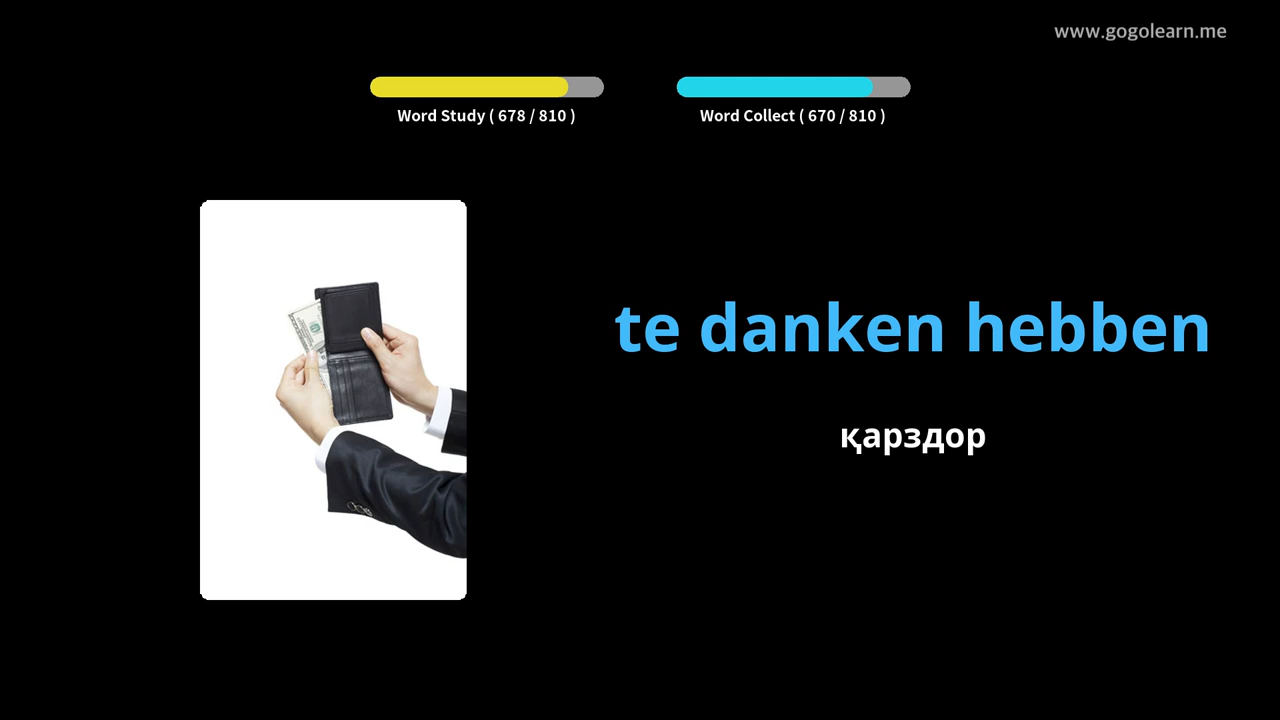 www.gogolearn.me
Word Study ( 678 / 810 )
Word Collect ( 670 / 810 )
te danken hebben
қарздор